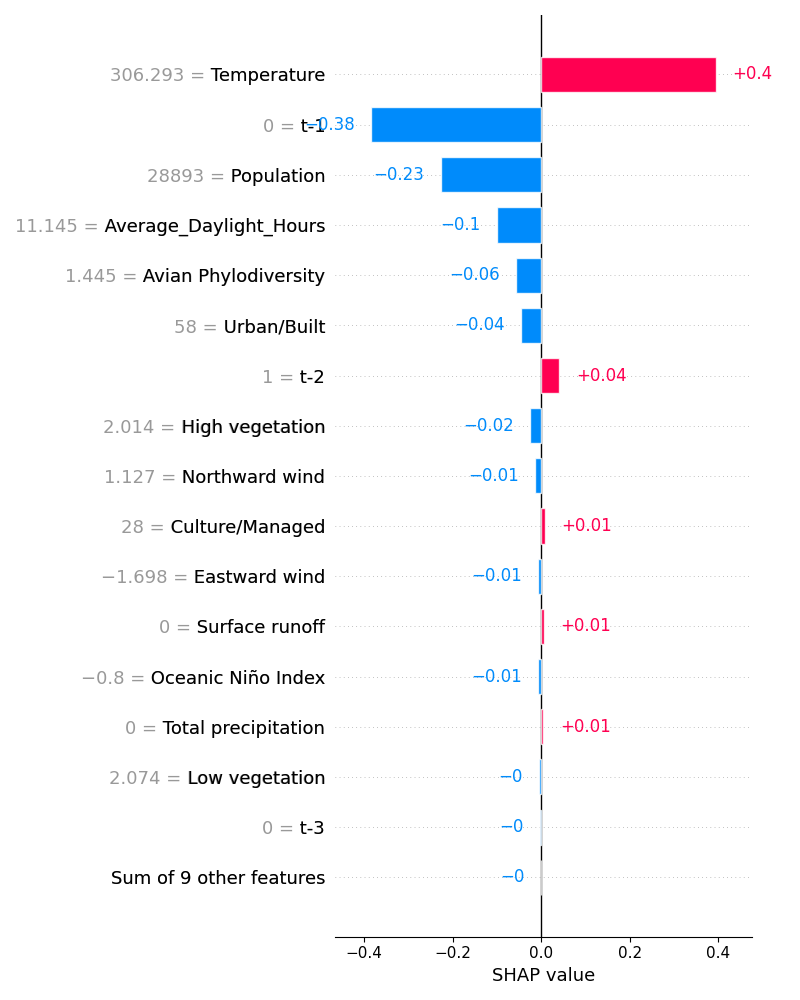 306.293 = Temperature +0.4
0 = t-1 −0.38
28893 = Population −0.23
11.145 = Average_Daylight_Hours −0.1
1.445 = Avian Phylodiversity −0.06
58 = Urban/Built −0.04
1 = t-2 +0.04
2.014 = High vegetation −0.02
1.127 = Northward wind −0.01
28 = Culture/Managed +0.01
−1.698 = Eastward wind −0.01
0 = Surface runoff +0.01
−0.8 = Oceanic Niño Index −0.01
0 = Total precipitation +0.01
2.074 = Low vegetation −0
0 = t-3 −0
Sum of 9 other features −0
−0.4 −0.2 0.0 0.2 0.4
SHAP value